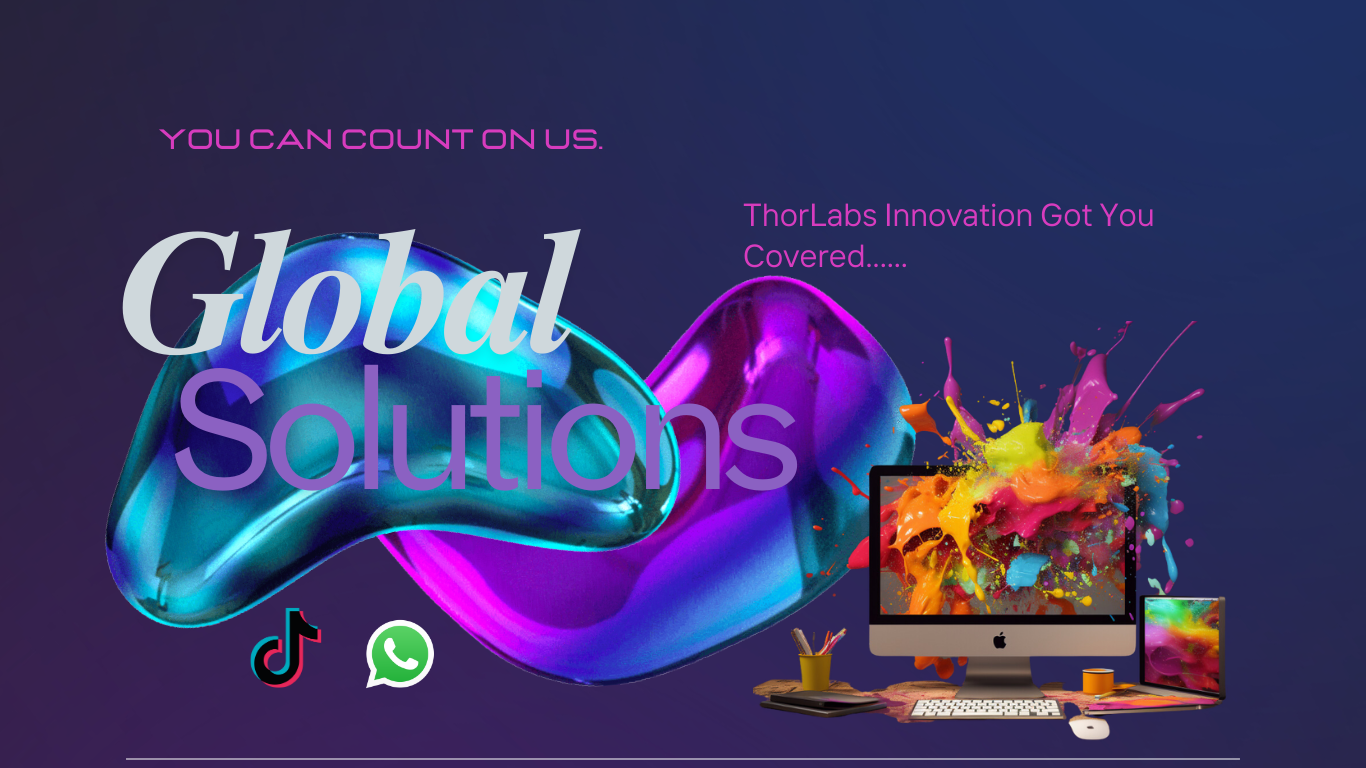 YOU CAN COUNT ON US.
ThorLabs Innovation Got You
Covered......
Global
Solutions